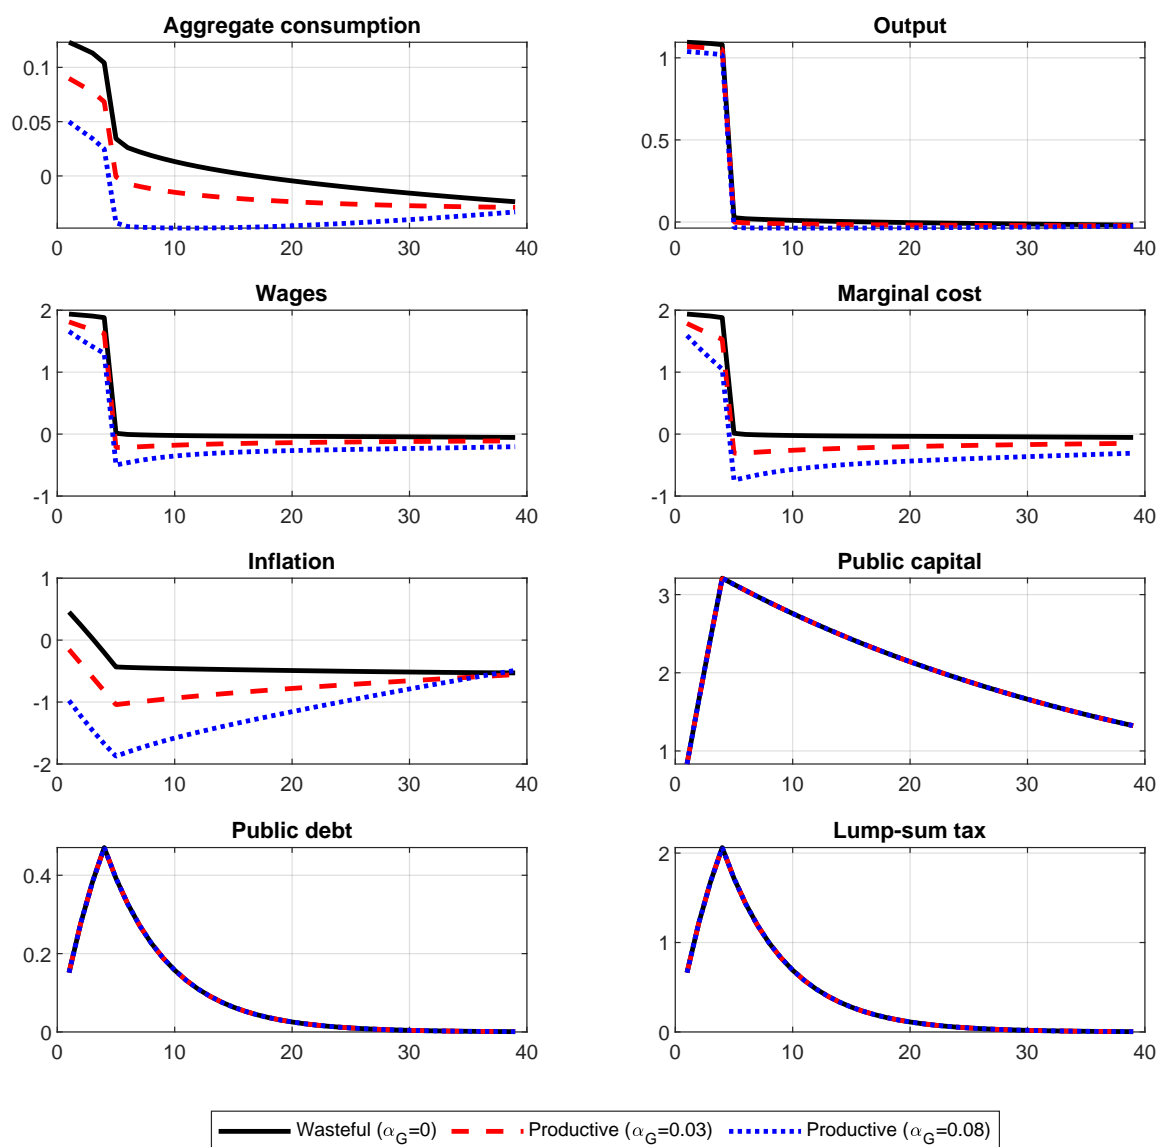 Aggregate consumption
0.1
0.05
0
0 10 20 30 40
Output
1
0.5
0
0 10 20 30 40
Wages
2
1
0
-1
0 10 20 30 40
Marginal cost
2
1
0
-1
0 10 20 30 40
Inflation
1
0
-1
-2
0 10 20 30 40
Public capital
3
2
1
0 10 20 30 40
Public debt
0.4
0.2
0
0 10 20 30 40
Lump-sum tax
2
1
0
0 10 20 30 40
Wasteful (α_G=0) Productive (α_G=0.03) Productive (α_G=0.08)